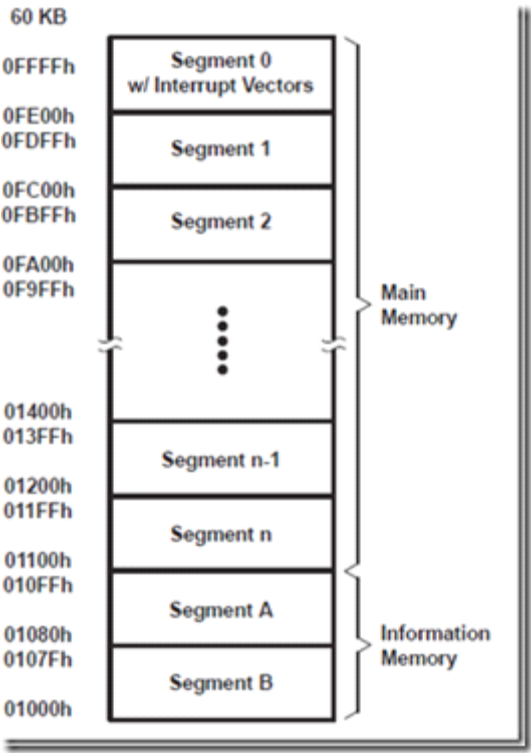 60 KB
0FFFFh
Segment 0
w/ Interrupt Vectors
0FE00h
0FDFFh
Segment 1
0FC00h
0FBFFh
Segment 2
0FA00h
0F9FFh
Main
Memory
01400h
013FFh
Segment n-1
01200h
011FFh
Segment n
01100h
010FFh
Segment A
01080h
0107Fh
Information
Memory
Segment B
01000h